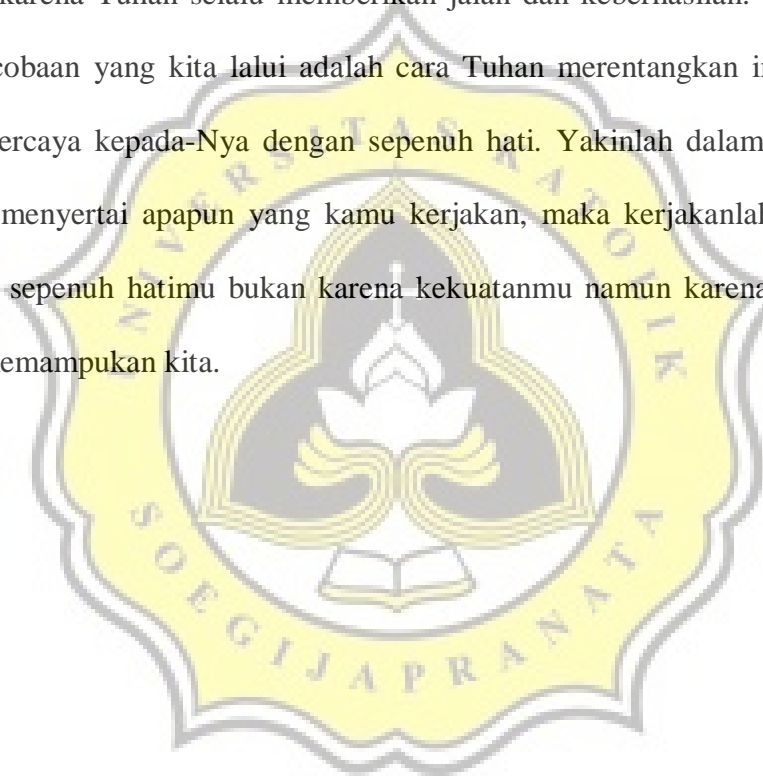 karena Tuhan selalu memberikan jalan dan keberhasilan.
cobaan yang kita lalui adalah cara Tuhan merentangkan
ercaya kepada-Nya dengan sepenuh hati. Yakinlah dalam
menyertai apapun yang kamu kerjakan, maka kerjakanlah
sepenuh hatimu bukan karena kekuatanmu namun karena
emampukan kita.
UNIVERSITAS KATOLIK
SOEGIJAPRANATA